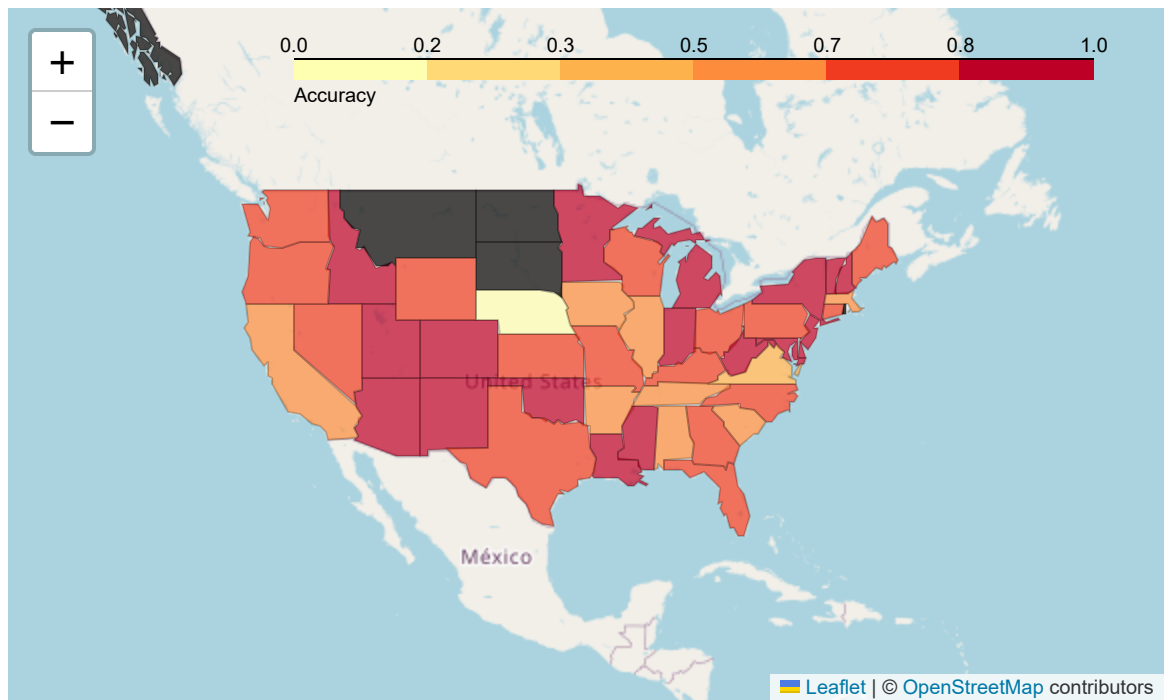 +
−
0.0 0.2 0.3 0.5 0.7 0.8 1.0
Accuracy
United States
México
Leaflet | © OpenStreetMap contributors